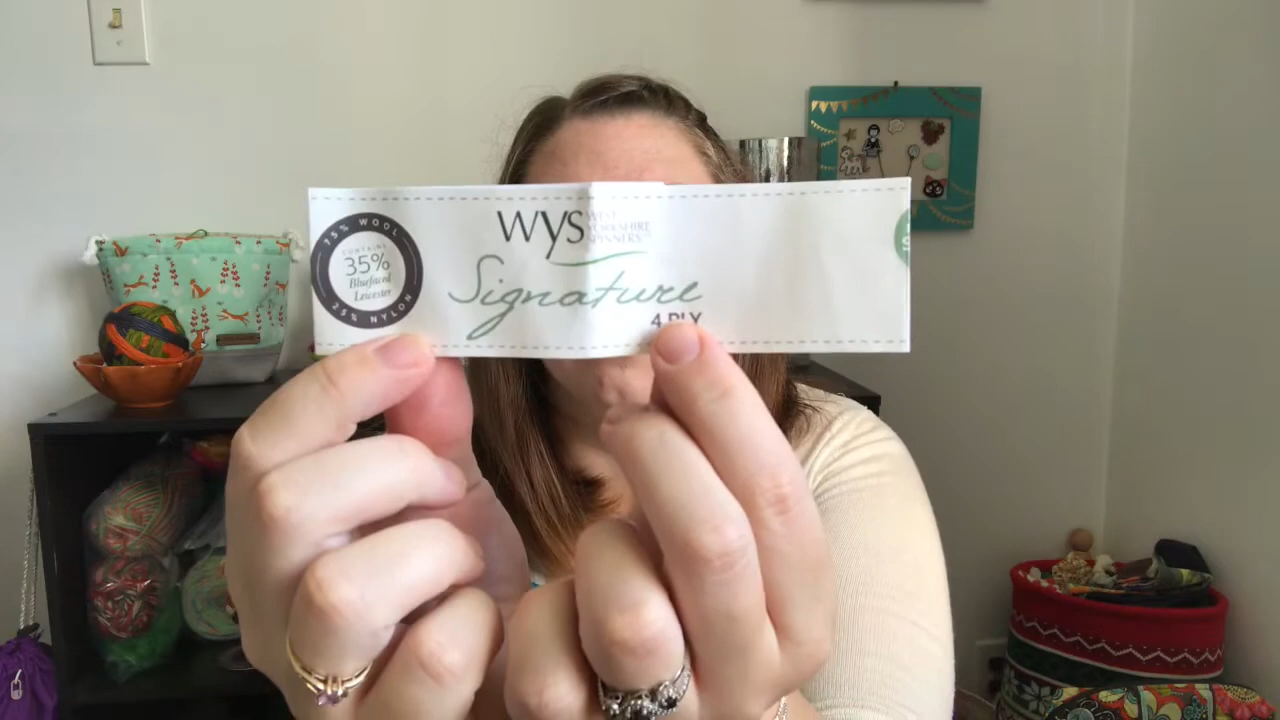 75% WOOL
CONTAINS
35%
Bluefaced
Leicester
25% NYLON
WYS
WEST
YORKSHIRE
SPINNERS
Signature
4 PLY